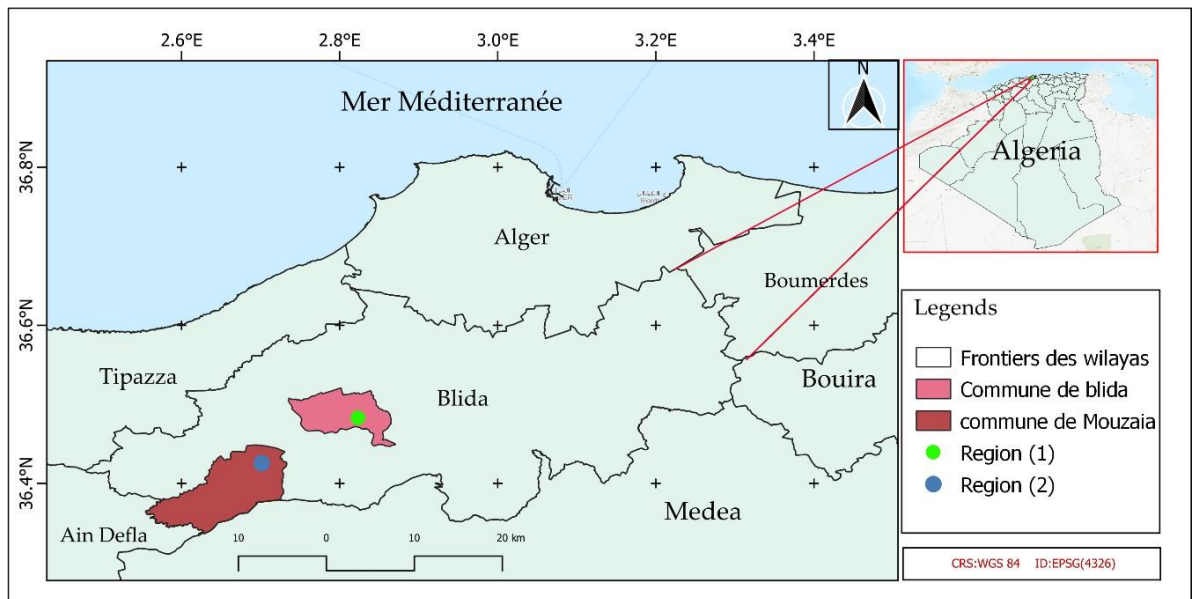 2.6°E 2.8°E 3.0°E 3.2°E 3.4°E
N
Mer Méditerranée
Algeria
36.8°N
Alger
Boumerdes
Legends
36.6°N
Frontiers des wilayas
Tipazza
Bouira
Blida
Commune de blida
commune de Mouzaia
Region (1)
36.4°N
Region (2)
Medea
Ain Defla
10 0 10 20 km
CRS:WGS 84 ID:EPSG(4326)